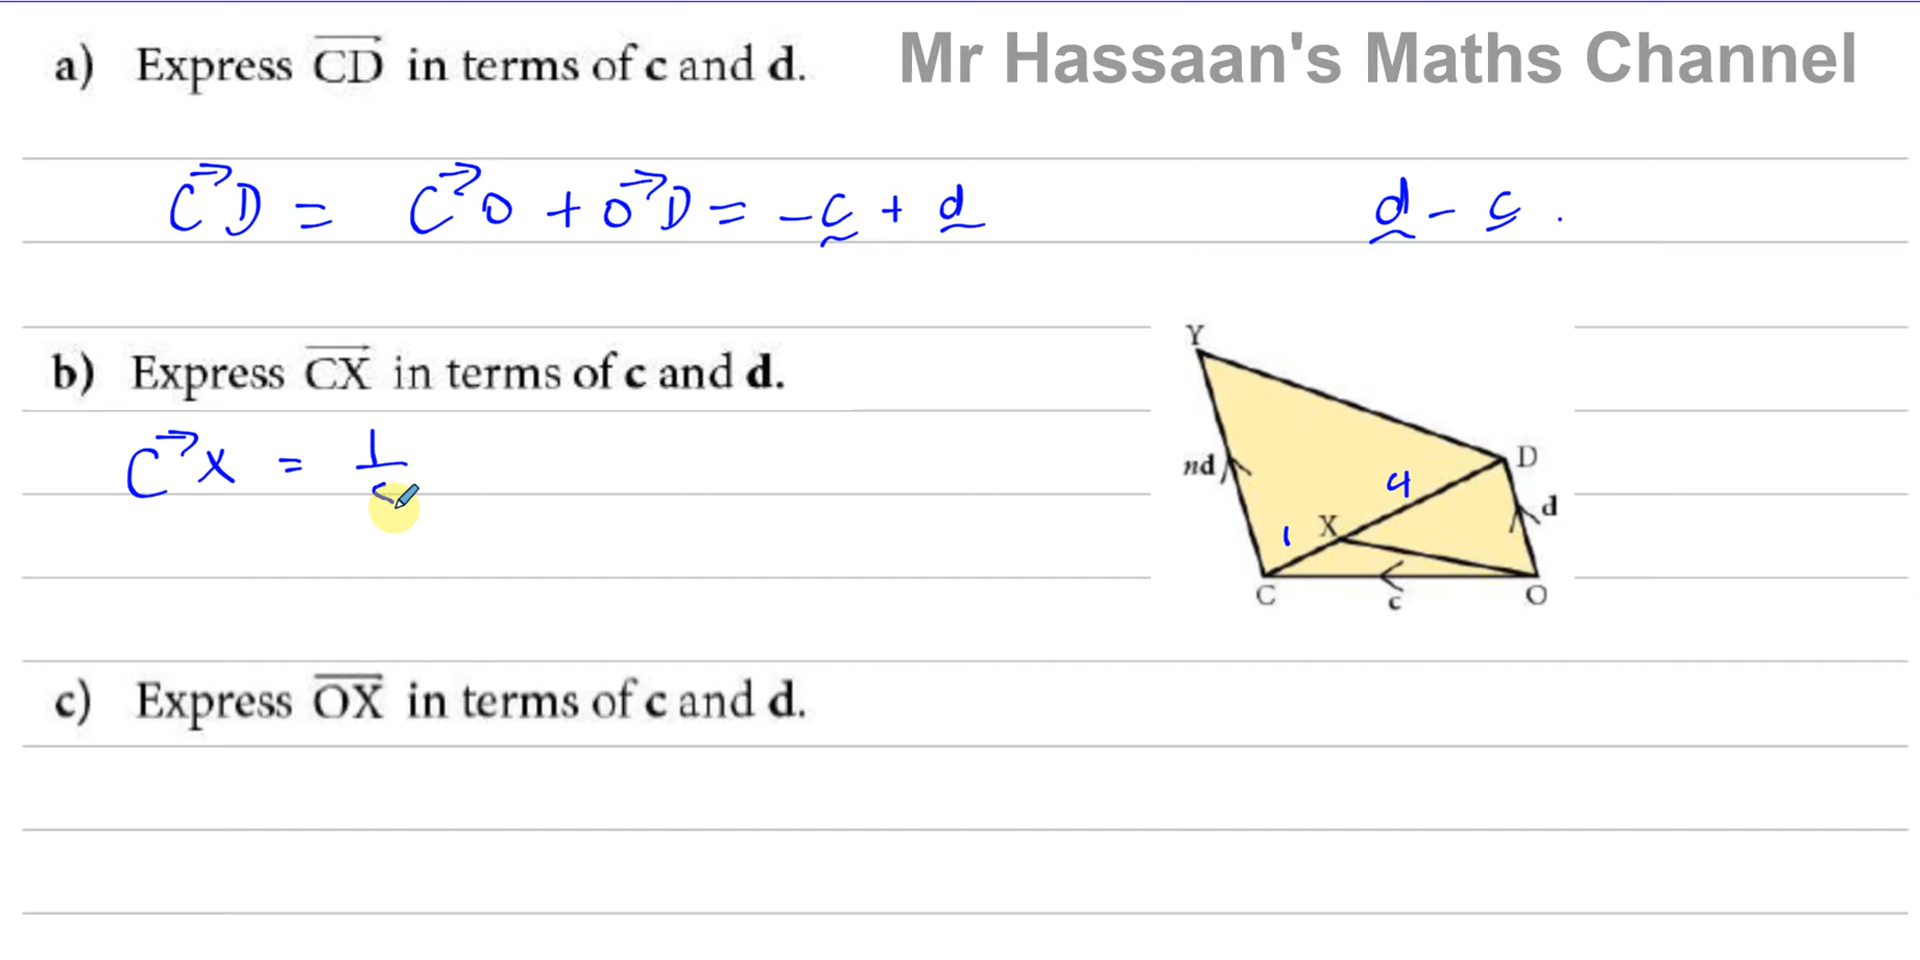 a) Express CD in terms of c and d.
Mr Hassaan's Maths Channel
C→D = C→O + O→D = -c + d
d - c .
b) Express CX in terms of c and d.
C→X = 1
Y
nd
D
4
d
X
1
C
c
O
c) Express OX in terms of c and d.